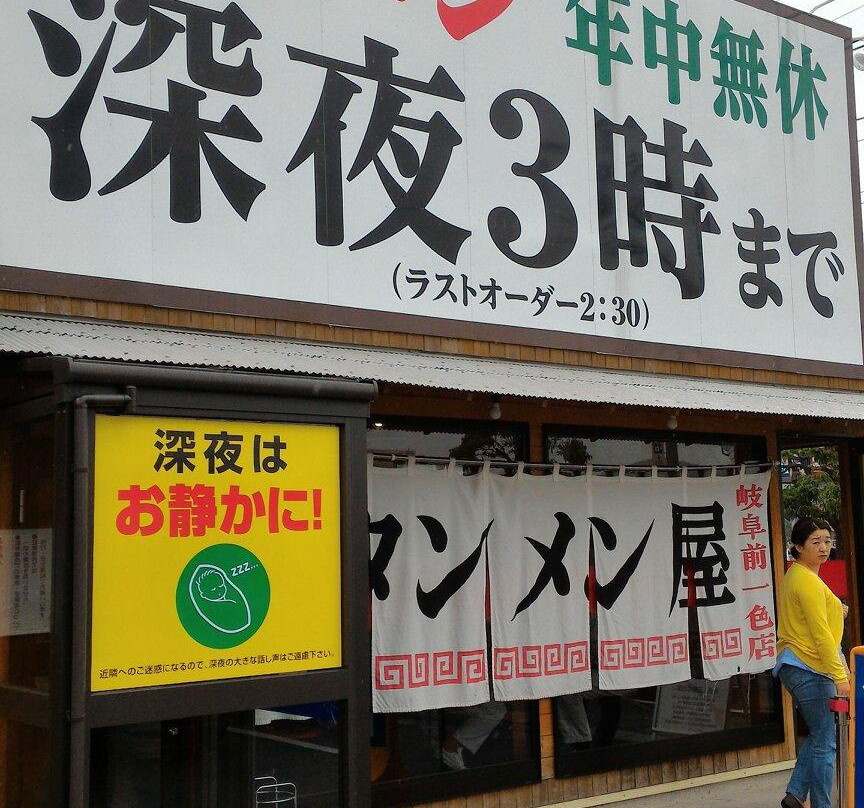 年中無休
深夜3時まで
(ラストオーダー2:30)
深夜は
お静かに!
zzz...
近隣へのご迷惑になるので、深夜の大きな話し声はご遠慮下さい。
タンメン屋
岐阜前一色店